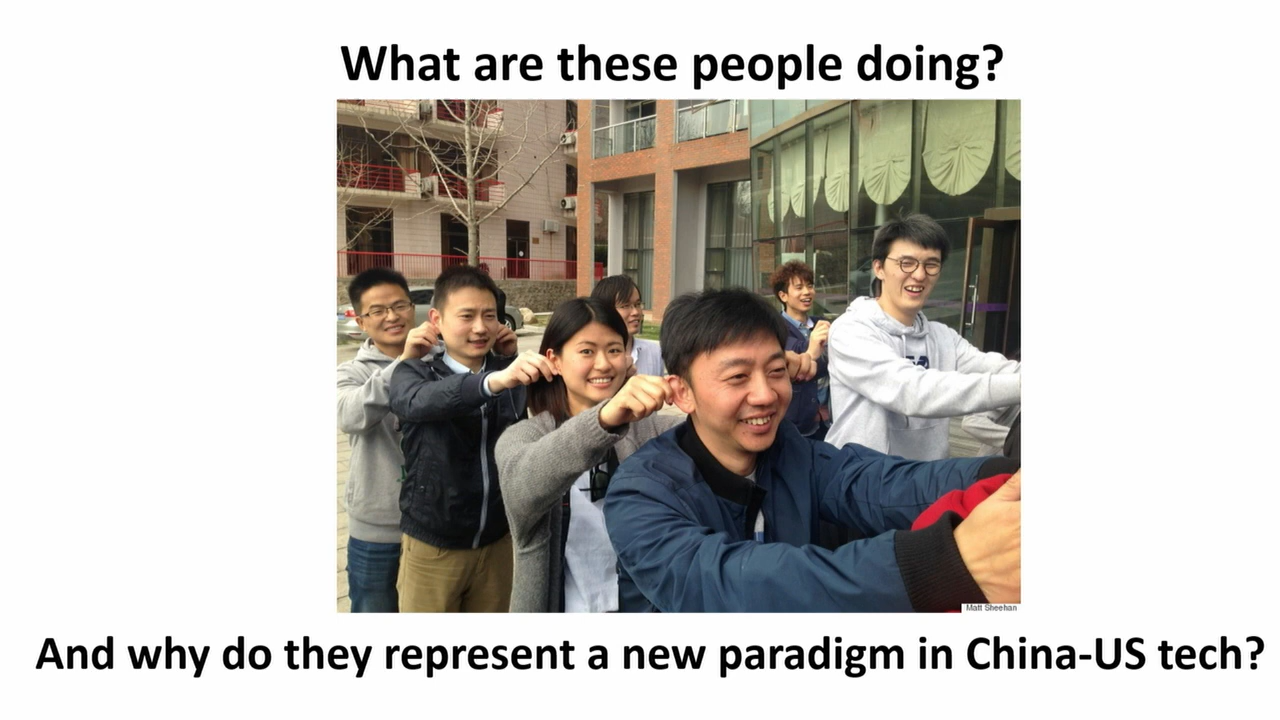 What are these people doing?
Matt Sheehan
And why do they represent a new paradigm in China-US tech?